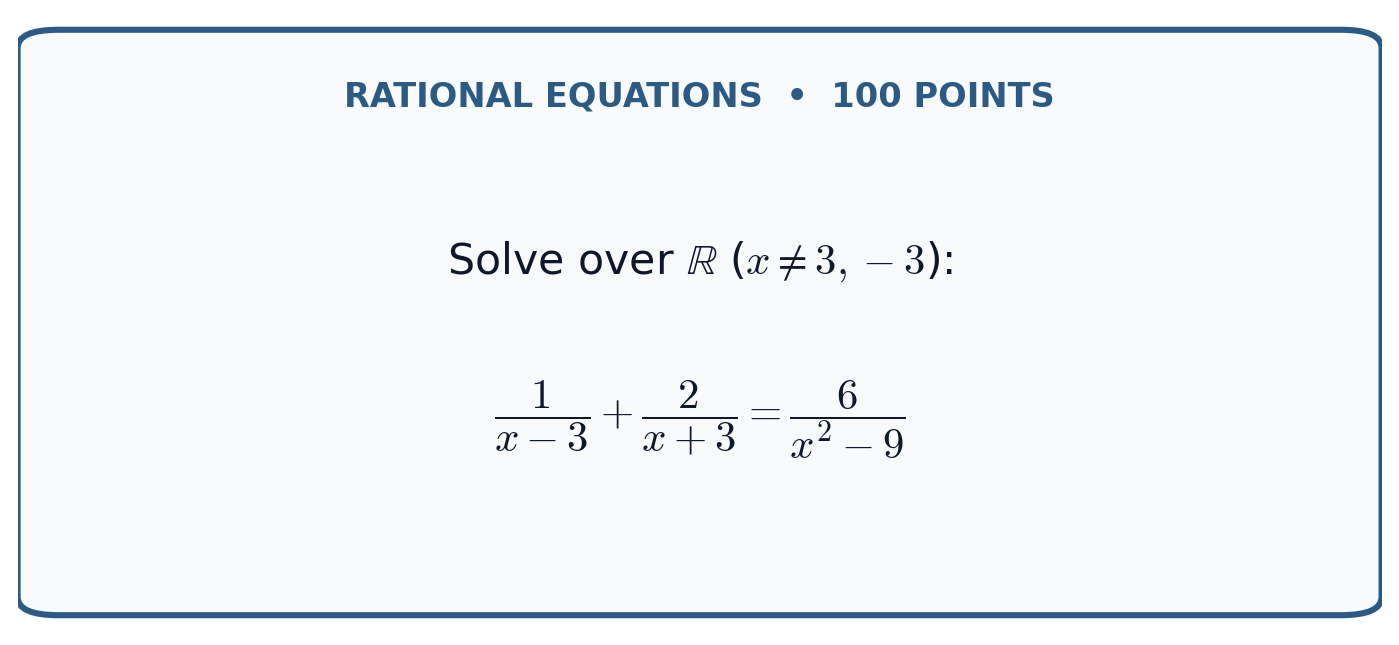 RATIONAL EQUATIONS • 100 POINTS
Solve over ℝ (x ≠ 3, − 3):
1/(x − 3) + 2/(x + 3) = 6/(x² − 9)